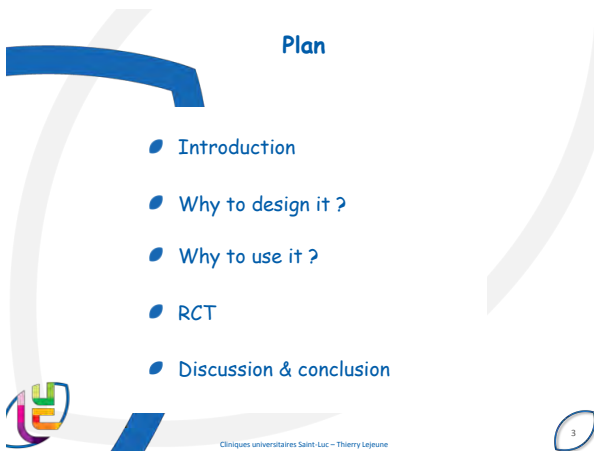 Plan
Introduction
Why to design it ?
Why to use it ?
RCT
Discussion & conclusion
Cliniques universitaires Saint-Luc – Thierry Lejeune
3